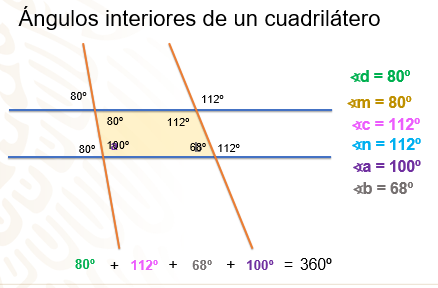 Ángulos interiores de un cuadrilátero
80º
112º
80º
112º
80º
100º
68º
112º
∢d = 80º
∢m = 80º
∢c = 112º
∢n = 112º
∢a = 100º
∢b = 68º
80º + 112º + 68º + 100º = 360º